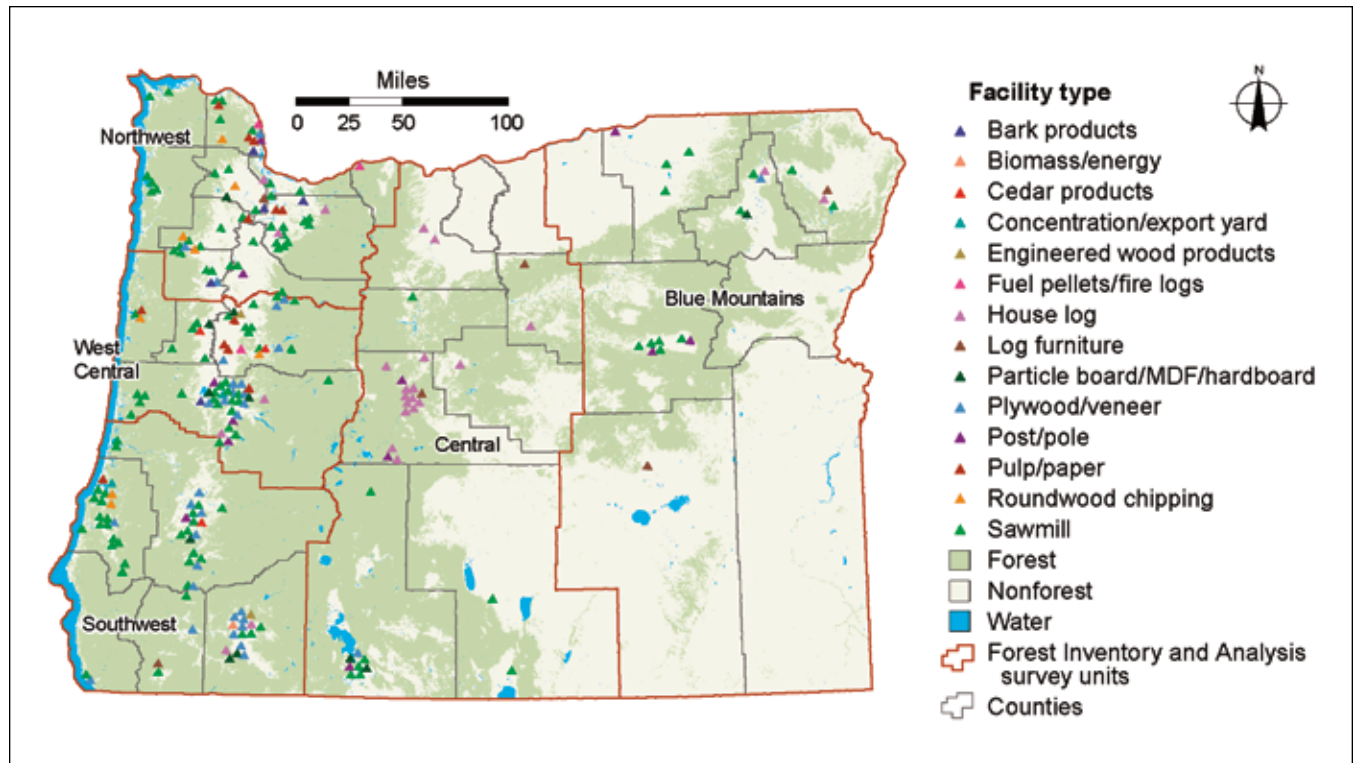 Miles
0 25 50 100
N
Northwest
West
Central
Southwest
Central
Blue Mountains
Facility type
Bark products
Biomass/energy
Cedar products
Concentration/export yard
Engineered wood products
Fuel pellets/fire logs
House log
Log furniture
Particle board/MDF/hardboard
Plywood/veneer
Post/pole
Pulp/paper
Roundwood chipping
Sawmill
Forest
Nonforest
Water
Forest Inventory and Analysis
survey units
Counties